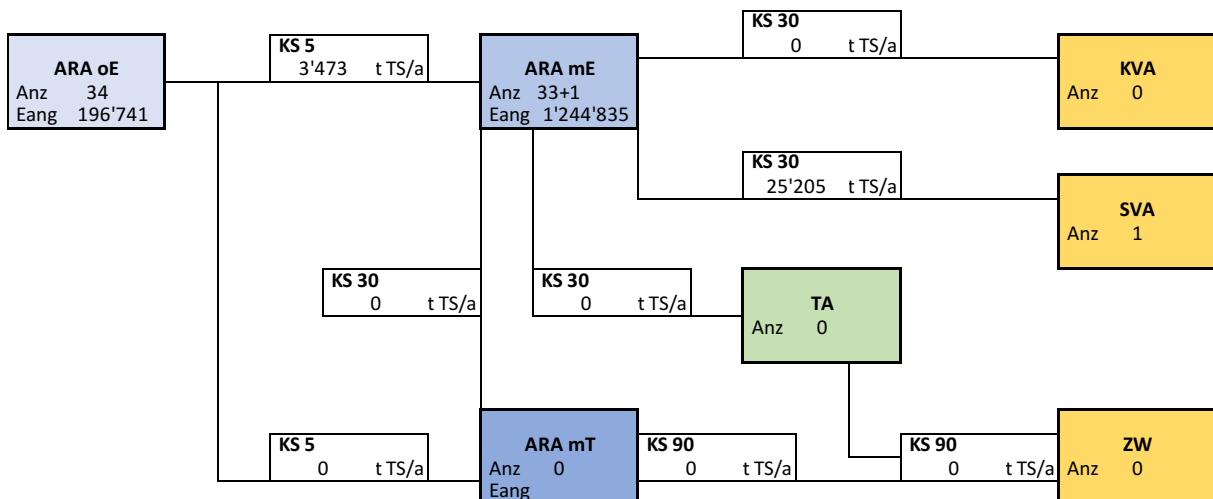 KS 30
0 t TS/a
KS 5
3'473 t TS/a
ARA oE
Anz 34
Eang 196'741
ARA mE
Anz 33+1
Eang 1'244'835
KVA
Anz 0
KS 30
25'205 t TS/a
SVA
Anz 1
KS 30
0 t TS/a
KS 30
0 t TS/a
TA
Anz 0
KS 5
0 t TS/a
ARA mT
Anz 0
Eang
KS 90
0 t TS/a
KS 90
0 t TS/a
ZW
Anz 0